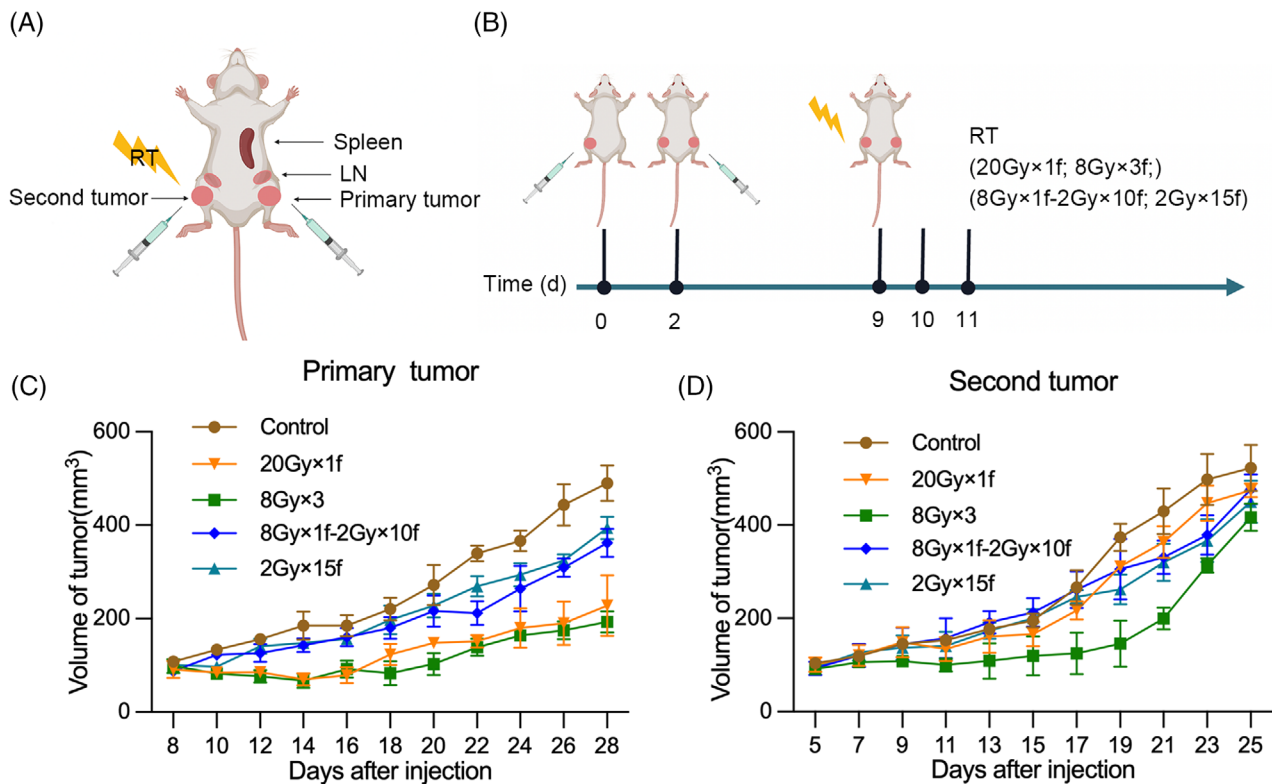 (A)
RT
Spleen
LN
Second tumor
Primary tumor
(B)
RT
(20Gy×1f; 8Gy×3f;)
(8Gy×1f-2Gy×10f; 2Gy×15f)
Time (d)
0 2 9 10 11
(C)
Primary tumor
Volume of tumor(mm³)
600
400
200
0
Control
20Gy×1f
8Gy×3
8Gy×1f-2Gy×10f
2Gy×15f
8 10 12 14 16 18 20 22 24 26 28
Days after injection
(D)
Second tumor
Volume of tumor(mm³)
600
400
200
0
Control
20Gy×1f
8Gy×3
8Gy×1f-2Gy×10f
2Gy×15f
5 7 9 11 13 15 17 19 21 23 25
Days after injection